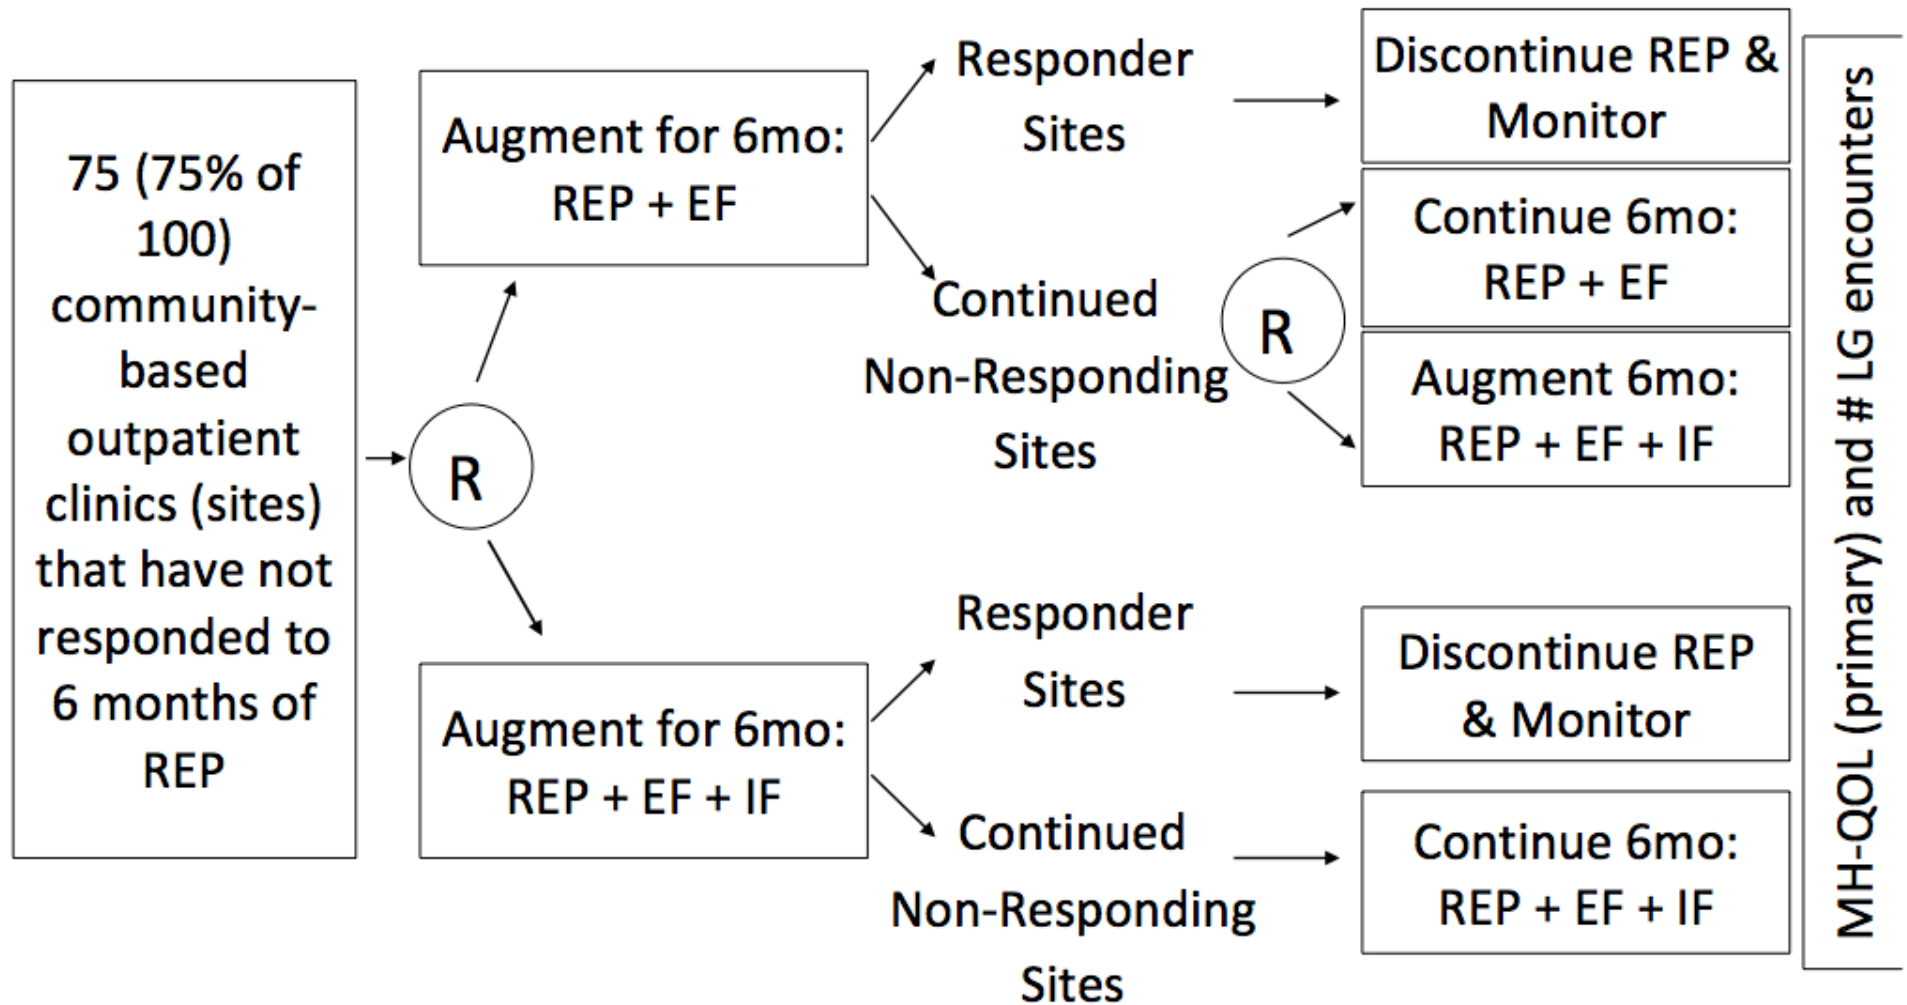 75 (75% of
100)
community-
based
outpatient
clinics (sites)
that have not
responded to
6 months of
REP
R
Augment for 6mo:
REP + EF
Responder
Sites
Discontinue REP &
Monitor
Continued
Non-Responding
Sites
R
Continue 6mo:
REP + EF
Augment 6mo:
REP + EF + IF
Augment for 6mo:
REP + EF + IF
Responder
Sites
Discontinue REP
& Monitor
Continued
Non-Responding
Sites
Continue 6mo:
REP + EF + IF
MH-QOL (primary) and # LG encounters